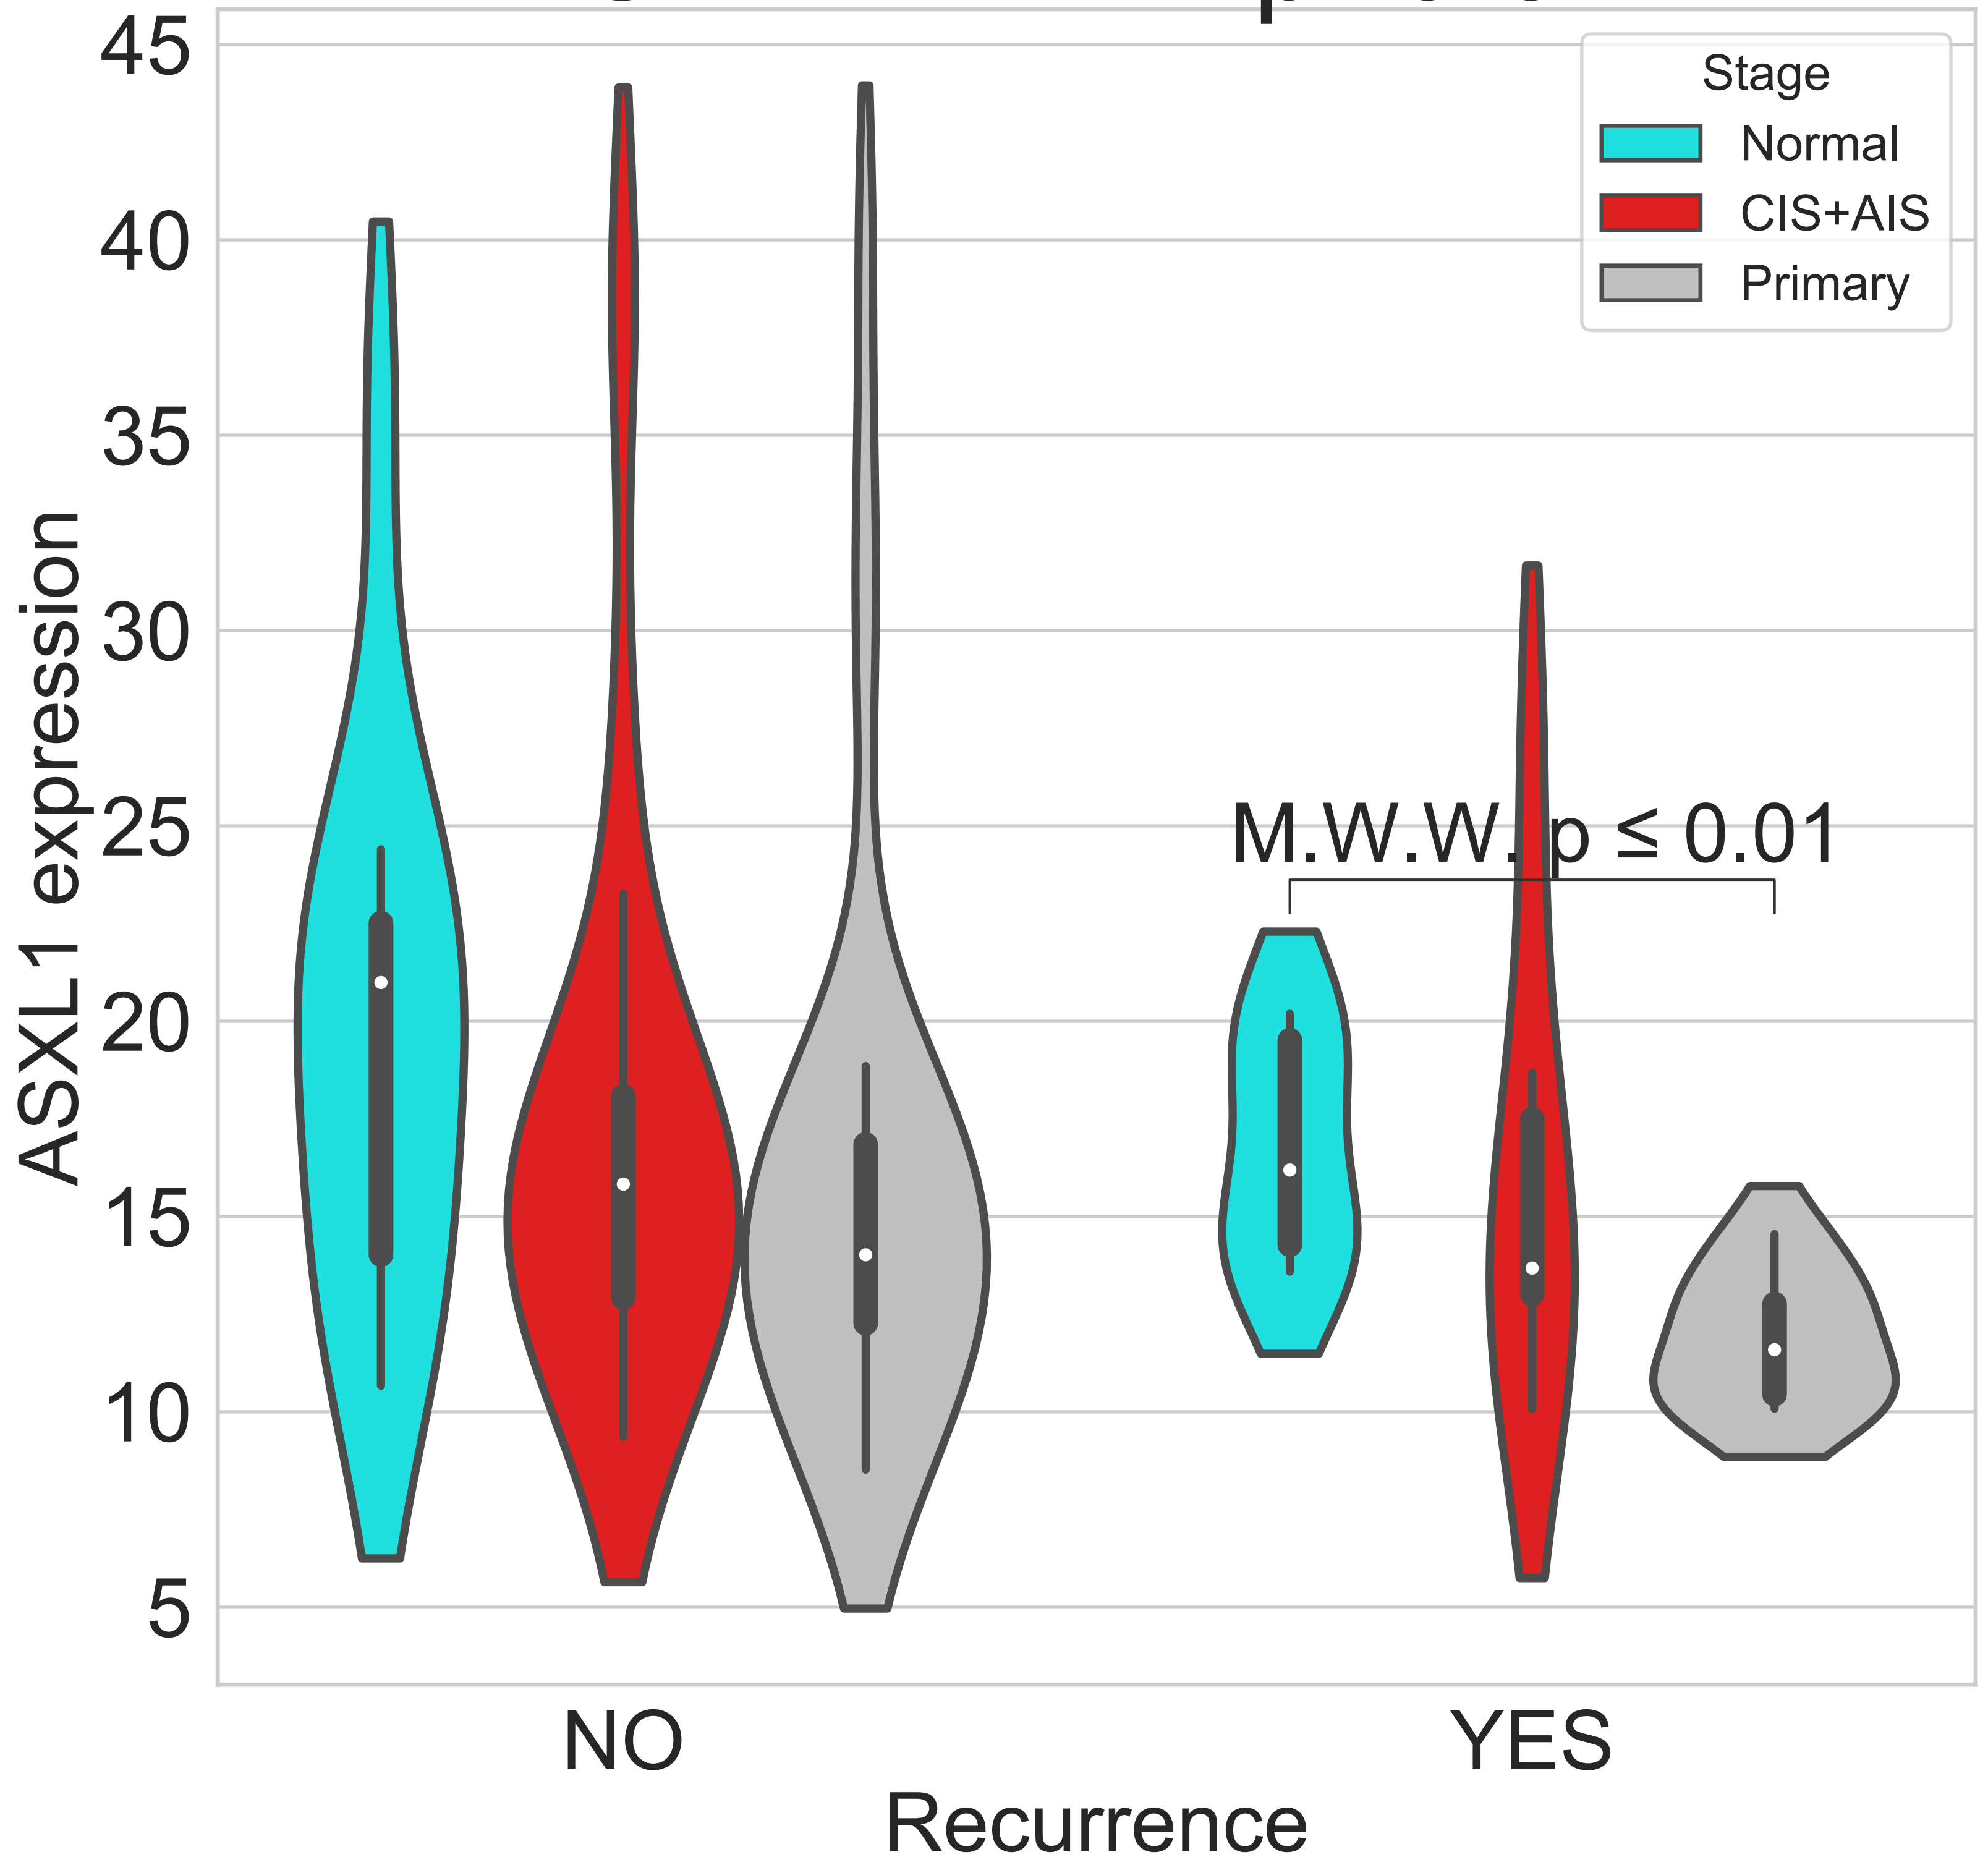 45
40
35
30
25
20
15
10
5
ASXL1 expression
Stage
Normal
CIS+AIS
Primary
M.W.W. p ≤ 0.01
NO
YES
Recurrence